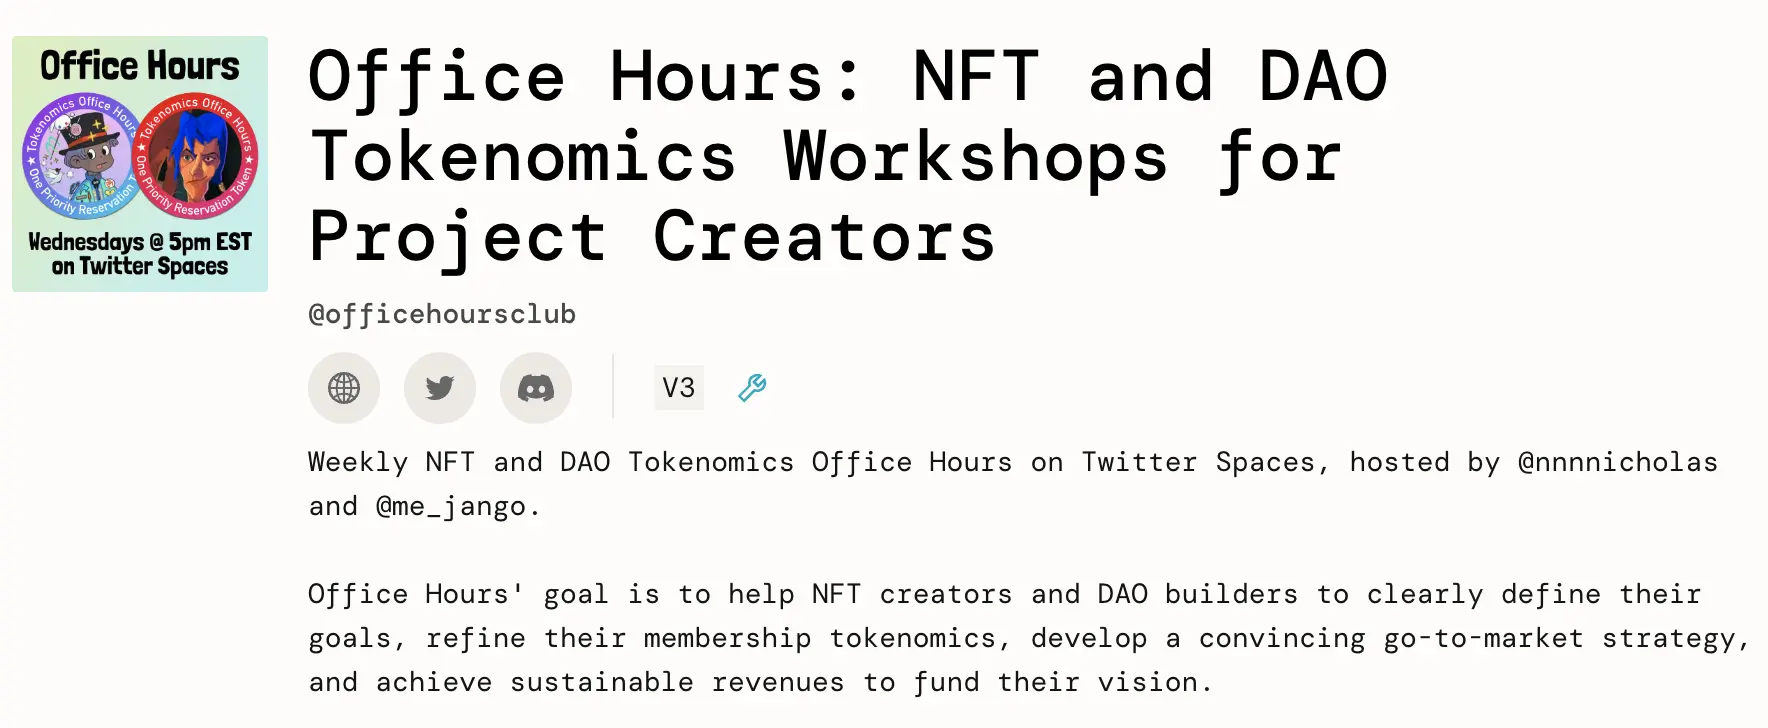 Office Hours
Tokenomics Office Hours
★ One Priority Reservation T
★ Tokenomics Office Hours ★
One Priority Reservation Token
Wednesdays @ 5pm EST
on Twitter Spaces
Office Hours: NFT and DAO
Tokenomics Workshops for
Project Creators
@officehoursclub
V3
Weekly NFT and DAO Tokenomics Office Hours on Twitter Spaces, hosted by @nnnnicholas
and @me_jango.
Office Hours' goal is to help NFT creators and DAO builders to clearly define their
goals, refine their membership tokenomics, develop a convincing go-to-market strategy,
and achieve sustainable revenues to fund their vision.